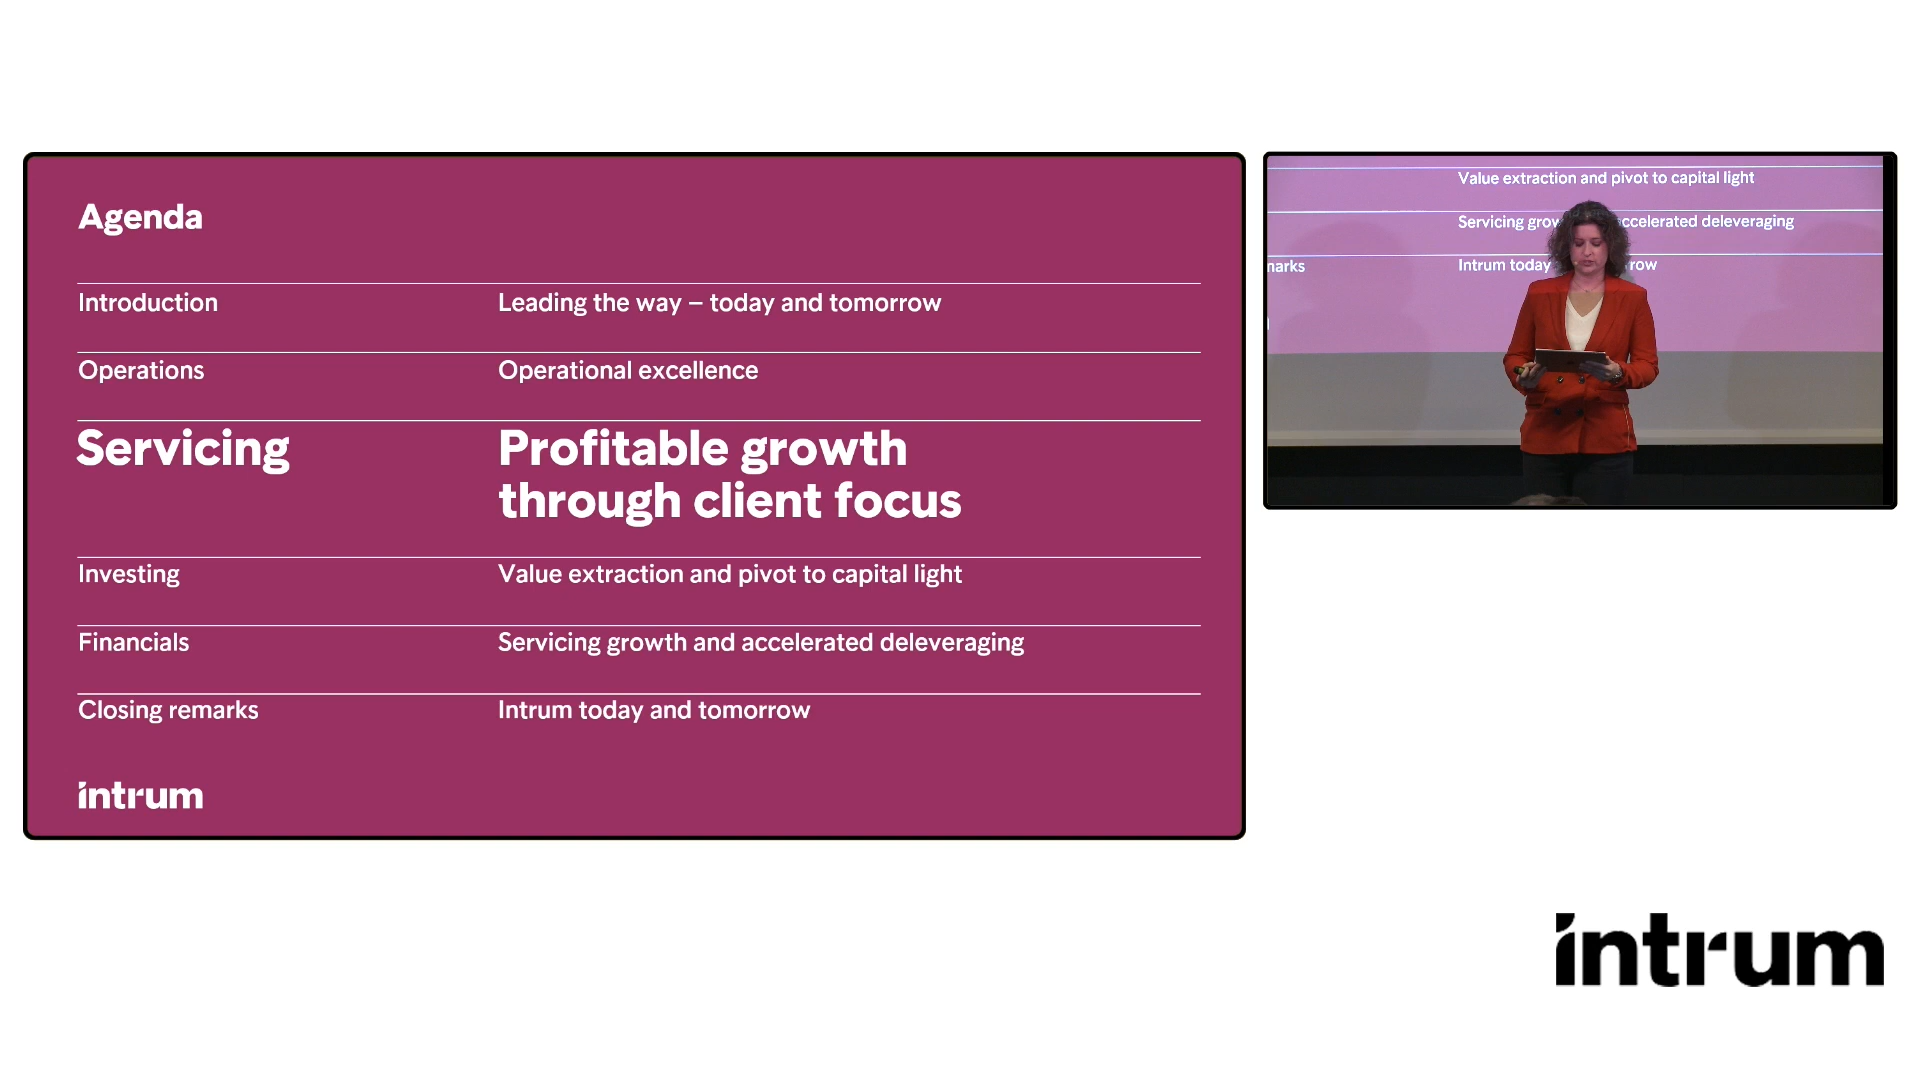 Agenda
Introduction Leading the way – today and tomorrow
Operations Operational excellence
Servicing Profitable growth
through client focus
Investing Value extraction and pivot to capital light
Financials Servicing growth and accelerated deleveraging
Closing remarks Intrum today and tomorrow
intrum
Value extraction and pivot to capital light
Servicing grow ccelerated deleveraging
narks Intrum today row
intrum